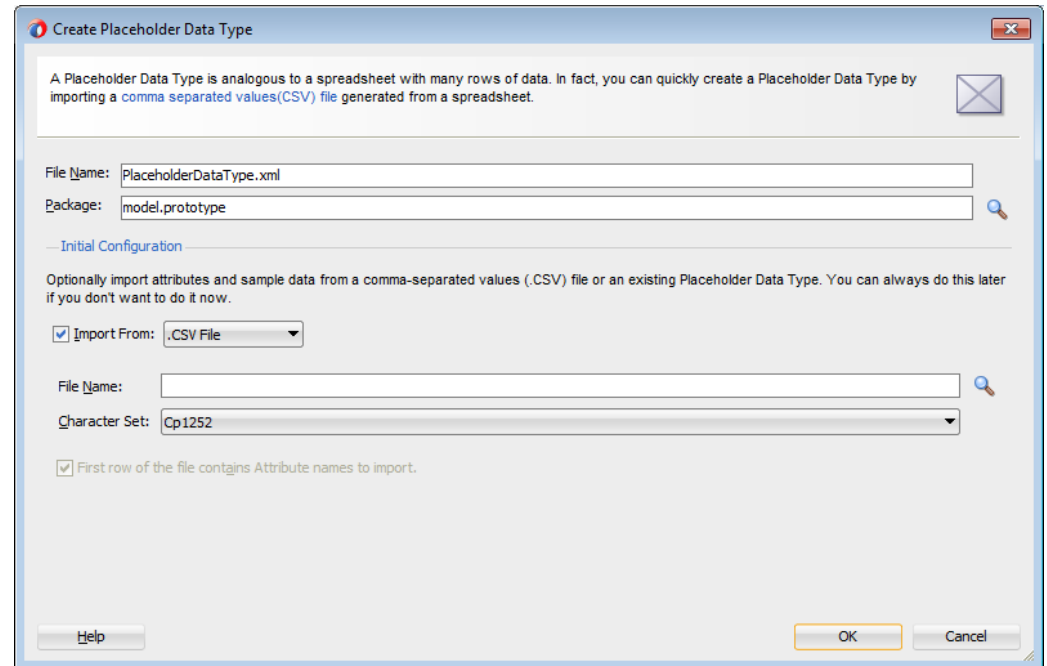 Create Placeholder Data Type
A Placeholder Data Type is analogous to a spreadsheet with many rows of data. In fact, you can quickly create a Placeholder Data Type by
importing a comma separated values(CSV) file generated from a spreadsheet.
File Name: PlaceholderDataType.xml
Package: model.prototype
Initial Configuration
Optionally import attributes and sample data from a comma-separated values (.CSV) file or an existing Placeholder Data Type. You can always do this later
if you don't want to do it now.
Import From: .CSV File
File Name:
Character Set: Cp1252
First row of the file contains Attribute names to import.
Help OK Cancel